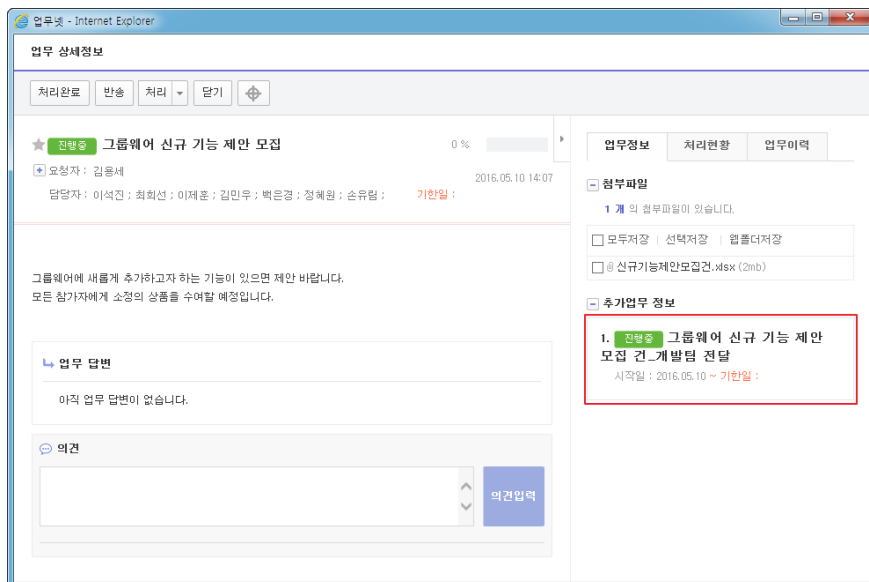 업무넷 - Internet Explorer
업무 상세정보
처리완료 반송 처리 닫기
진행중 그룹웨어 신규 기능 제안 모집 0 %
요청자 : 김용세 2016.05.10 14:07
담당자 : 이석진 ; 최희선 ; 이제훈 ; 김민우 ; 백은경 ; 정혜원 ; 손유림 ; 기한일 :
그룹웨어에 새롭게 추가하고자 하는 기능이 있으면 제안 바랍니다.
모든 참가자에게 소정의 상품을 수여할 예정입니다.
업무 답변
아직 업무 답변이 없습니다.
의견
의견입력
업무정보 처리현황 업무이력
첨부파일
1 개 의 첨부파일이 있습니다.
모두저장 | 선택저장 | 웹폴더저장
신규기능제안모집건.xlsx (2mb)
추가업무 정보
1. 진행중 그룹웨어 신규 기능 제안
모집 건_개발팀 전달
시작일 : 2016.05.10 ~ 기한일 :